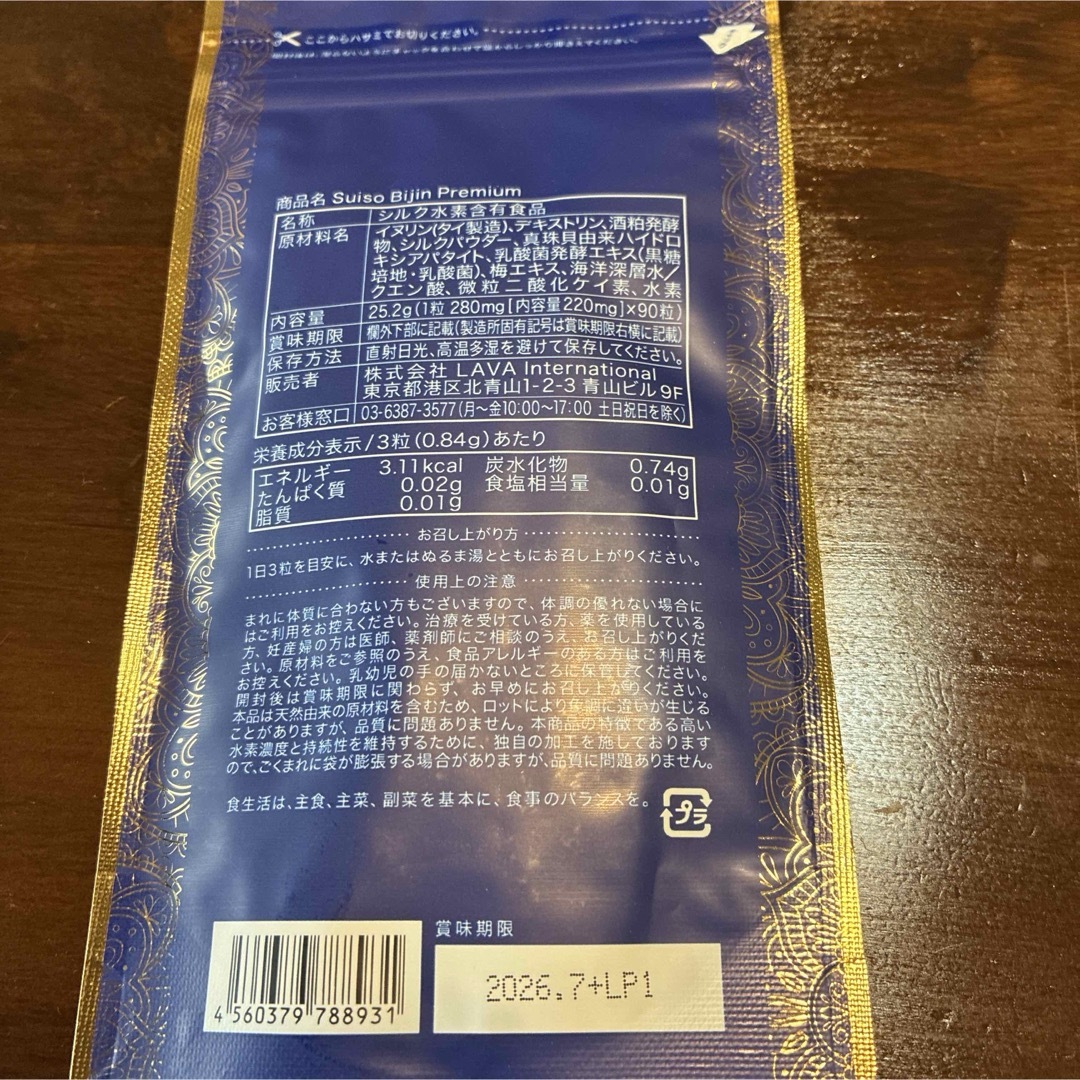 ここからハサミでお切りください。
商品名 Suiso Bijin Premium
名称 シルク水素含有食品
原材料名 イヌリン(タイ製造)、デキストリン、酒粕発酵
物、シルクパウダー、真珠貝由来ハイドロ
キシアパタイト、乳酸菌発酵エキス(黒糖
培地・乳酸菌)、梅エキス、海洋深層水/
クエン酸、微粒二酸化ケイ素、水素
内容量 25.2g(1粒 280mg[内容量220mg]×90粒)
賞味期限 欄外下部に記載(製造所固有記号は賞味期限右横に記載)
保存方法 直射日光、高温多湿を避けて保存してください。
販売者 株式会社 LAVA International
東京都港区北青山1-2-3 青山ビル9F
お客様窓口 03-6387-3577(月〜金10:00〜17:00 土日祝日を除く)
栄養成分表示/3粒(0.84g)あたり
エネルギー 3.11kcal 炭水化物 0.74g
たんぱく質 0.02g 食塩相当量 0.01g
脂質 0.01g
お召し上がり方
1日3粒を目安に、水またはぬるま湯とともにお召し上がりください。
使用上の注意
まれに体質に合わない方もございますので、体調の優れない場合に
はご利用をお控えください。治療を受けている方、薬を使用している
方、妊産婦の方は医師、薬剤師にご相談のうえ、お召し上がりくだ
さい。原材料をご参照のうえ、食品アレルギーのある方はご利用を
お控えください。乳幼児の手の届かないところに保管してください。
開封後は賞味期限に関わらず、お早めにお召し上がりください。
本品は天然由来の原材料を含むため、ロットにより色調に違いが生じる
ことがありますが、品質に問題ありません。本商品の特徴である高い
水素濃度と持続性を維持するために、独自の加工を施しております
ので、ごくまれに袋が膨張する場合がありますが、品質に問題ありません。
食生活は、主食、主菜、副菜を基本に、食事のバランスを。
プラ
賞味期限
2026.7+LP1
4 560379 788931